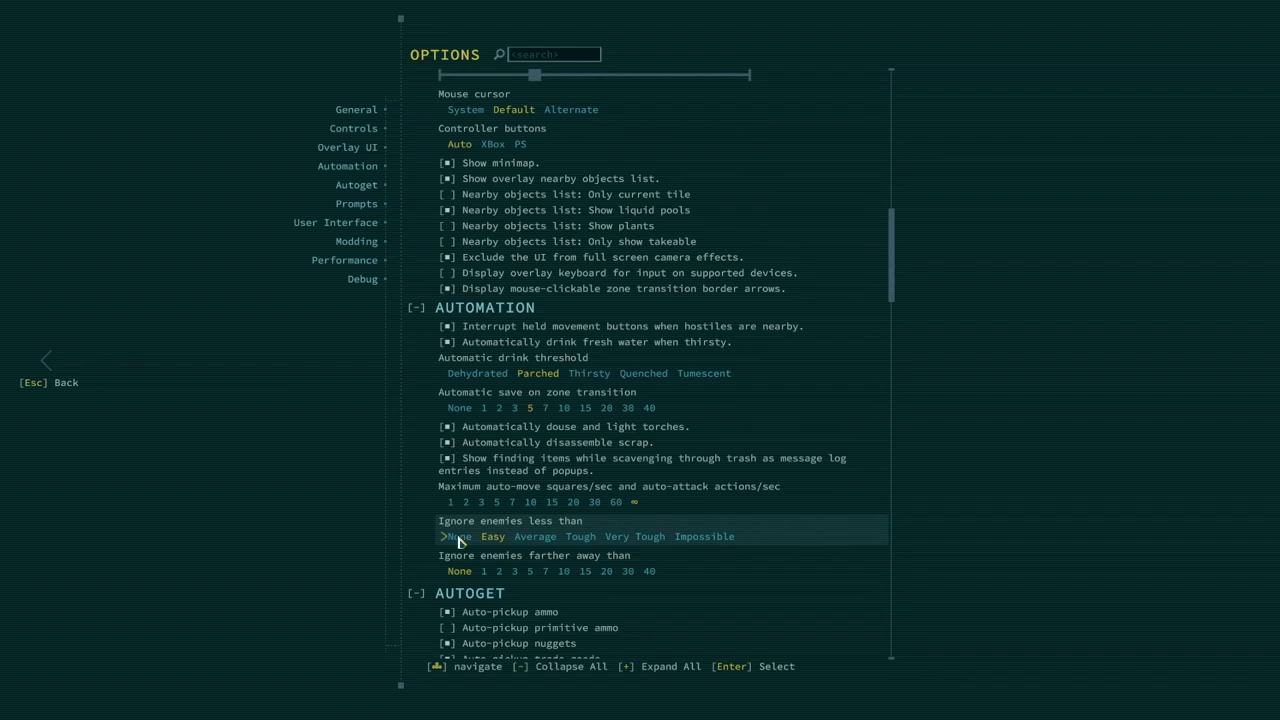 OPTIONS <search>
Mouse cursor
System Default Alternate
Controller buttons
Auto XBox PS
[■] Show minimap.
[■] Show overlay nearby objects list.
[ ] Nearby objects list: Only current tile
[■] Nearby objects list: Show liquid pools
[ ] Nearby objects list: Show plants
[ ] Nearby objects list: Only show takeable
[■] Exclude the UI from full screen camera effects.
[ ] Display overlay keyboard for input on supported devices.
[■] Display mouse-clickable zone transition border arrows.
[-] AUTOMATION
[■] Interrupt held movement buttons when hostiles are nearby.
[■] Automatically drink fresh water when thirsty.
Automatic drink threshold
Dehydrated Parched Thirsty Quenched Tumescent
Automatic save on zone transition
None 1 2 3 5 7 10 15 20 30 40
[■] Automatically douse and light torches.
[■] Automatically disassemble scrap.
[■] Show finding items while scavenging through trash as message log
entries instead of popups.
Maximum auto-move squares/sec and auto-attack actions/sec
1 2 3 5 7 10 15 20 30 60 ∞
Ignore enemies less than
>None Easy Average Tough Very Tough Impossible
Ignore enemies farther away than
None 1 2 3 5 7 10 15 20 30 40
[-] AUTOGET
[■] Auto-pickup ammo
[ ] Auto-pickup primitive ammo
[■] Auto-pickup nuggets
General
Controls
Overlay UI
Automation
Autoget
Prompts
User Interface
Modding
Performance
Debug
[Esc] Back
navigate [-] Collapse All [+] Expand All [Enter] Select